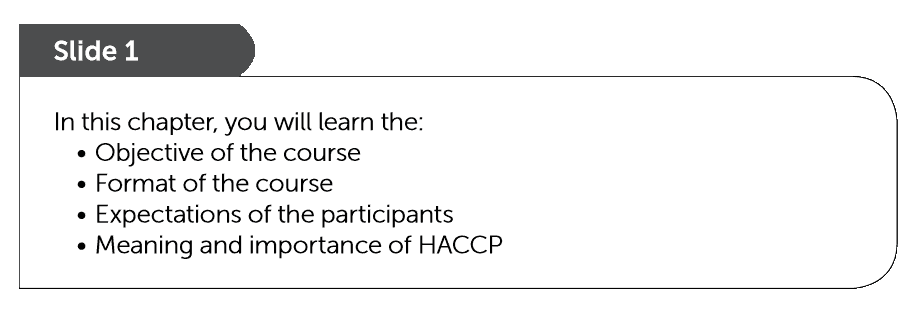 Slide 1
In this chapter, you will learn the:
• Objective of the course
• Format of the course
• Expectations of the participants
• Meaning and importance of HACCP